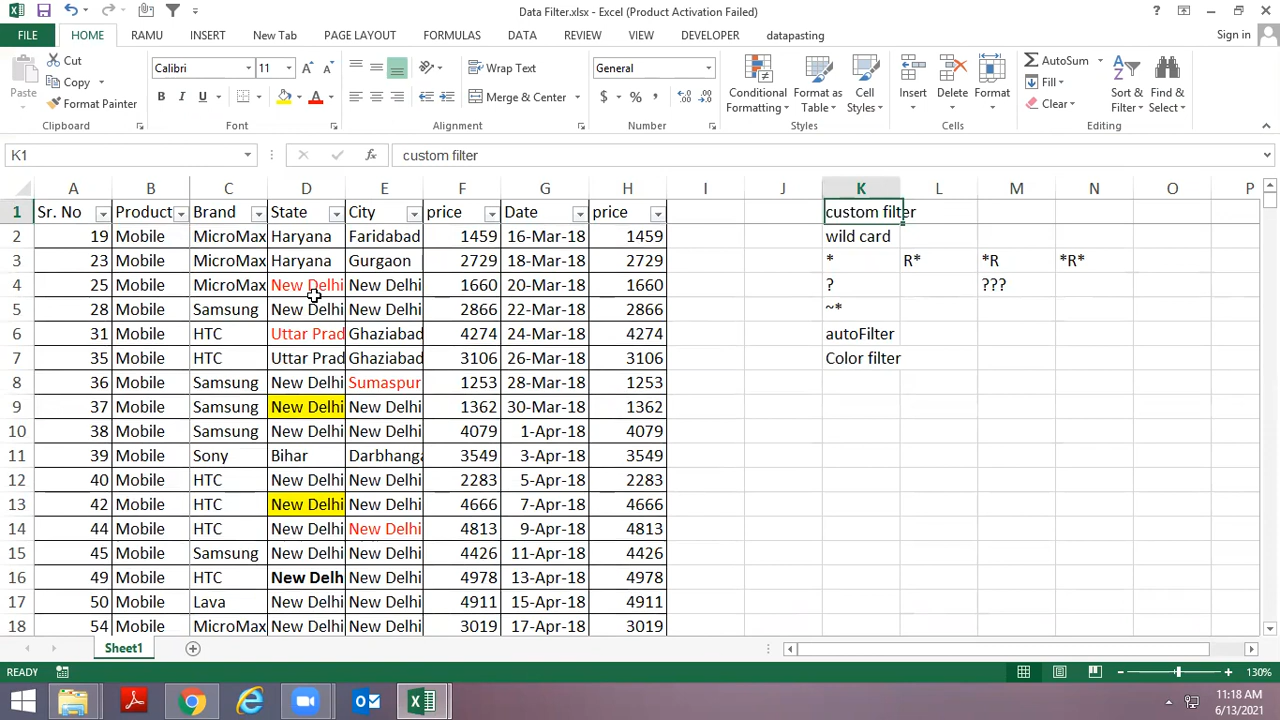 Data Filter.xlsx - Excel (Product Activation Failed)
FILE HOME RAMU INSERT New Tab PAGE LAYOUT FORMULAS DATA REVIEW VIEW DEVELOPER datapasting Sign in
Paste Cut Copy Format Painter
Clipboard
Calibri 11
B I U A
Font
Wrap Text
Merge & Center
Alignment
General
$ % ,
Number
Conditional Formatting Format as Table Cell Styles
Styles
Insert Delete Format
Cells
AutoSum Fill Clear Sort & Filter Find & Select
Editing
K1 fx custom filter
A B C D E F G H I J K L M N O P
1 Sr. No Product Brand State City price Date price custom filter
2 19 Mobile MicroMax Haryana Faridabad 1459 16-Mar-18 1459 wild card
3 23 Mobile MicroMax Haryana Gurgaon 2729 18-Mar-18 2729 * R* *R *R*
4 25 Mobile MicroMax New Delhi New Delhi 1660 20-Mar-18 1660 ? ???
5 28 Mobile Samsung New Delhi New Delhi 2866 22-Mar-18 2866 ~*
6 31 Mobile HTC Uttar Prad Ghaziabad 4274 24-Mar-18 4274 autoFilter
7 35 Mobile HTC Uttar Prad Ghaziabad 3106 26-Mar-18 3106 Color filter
8 36 Mobile Samsung New Delhi Sumaspur 1253 28-Mar-18 1253
9 37 Mobile Samsung New Delhi New Delhi 1362 30-Mar-18 1362
10 38 Mobile Samsung New Delhi New Delhi 4079 1-Apr-18 4079
11 39 Mobile Sony Bihar Darbhanga 3549 3-Apr-18 3549
12 40 Mobile HTC New Delhi New Delhi 2283 5-Apr-18 2283
13 42 Mobile HTC New Delhi New Delhi 4666 7-Apr-18 4666
14 44 Mobile HTC New Delhi New Delhi 4813 9-Apr-18 4813
15 45 Mobile Samsung New Delhi New Delhi 4426 11-Apr-18 4426
16 49 Mobile HTC New Delh New Delhi 4978 13-Apr-18 4978
17 50 Mobile Lava New Delhi New Delhi 4911 15-Apr-18 4911
18 54 Mobile MicroMax New Delhi New Delhi 3019 17-Apr-18 3019
Sheet1
READY 130%
11:18 AM
6/13/2021